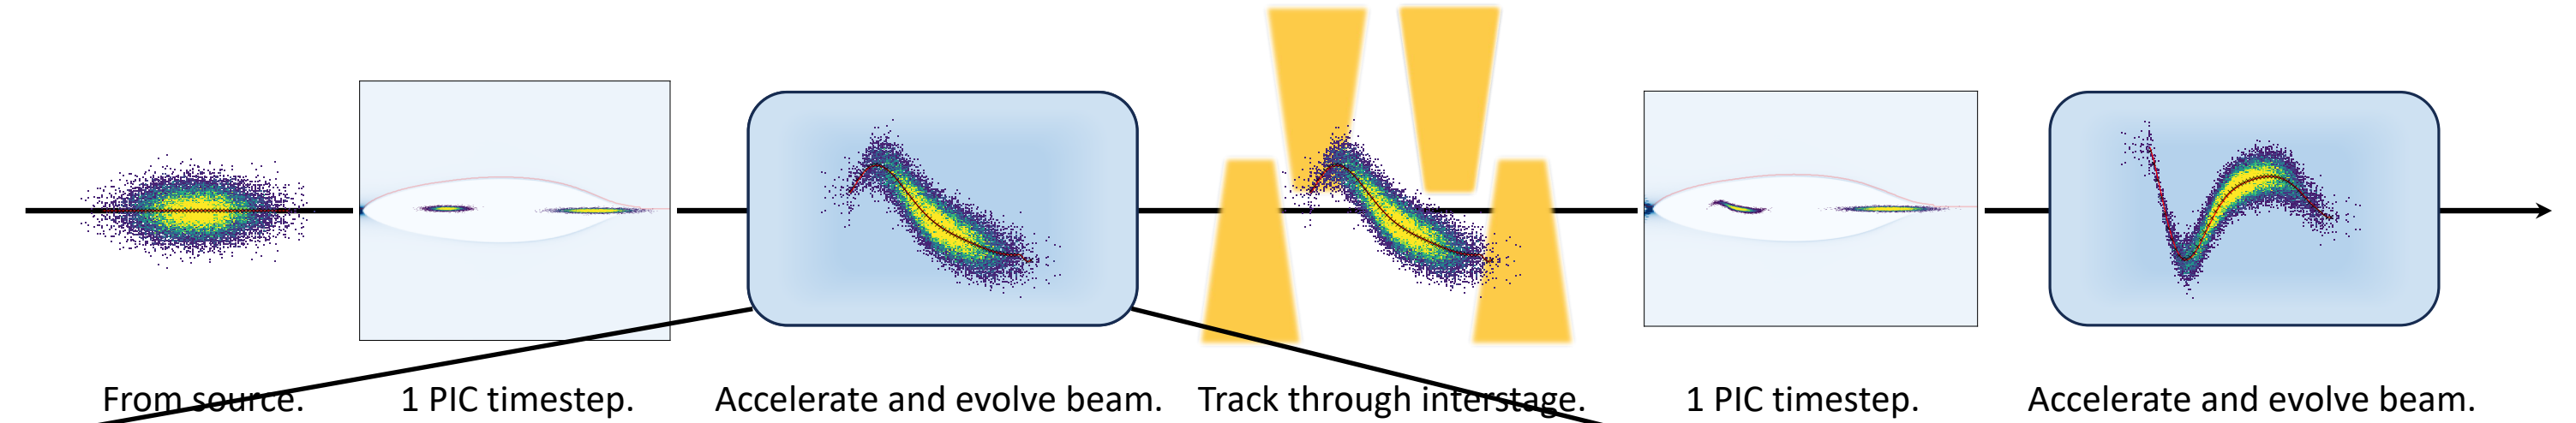 From source.
1 PIC timestep.
Accelerate and evolve beam.
Track through interstage.
1 PIC timestep.
Accelerate and evolve beam.